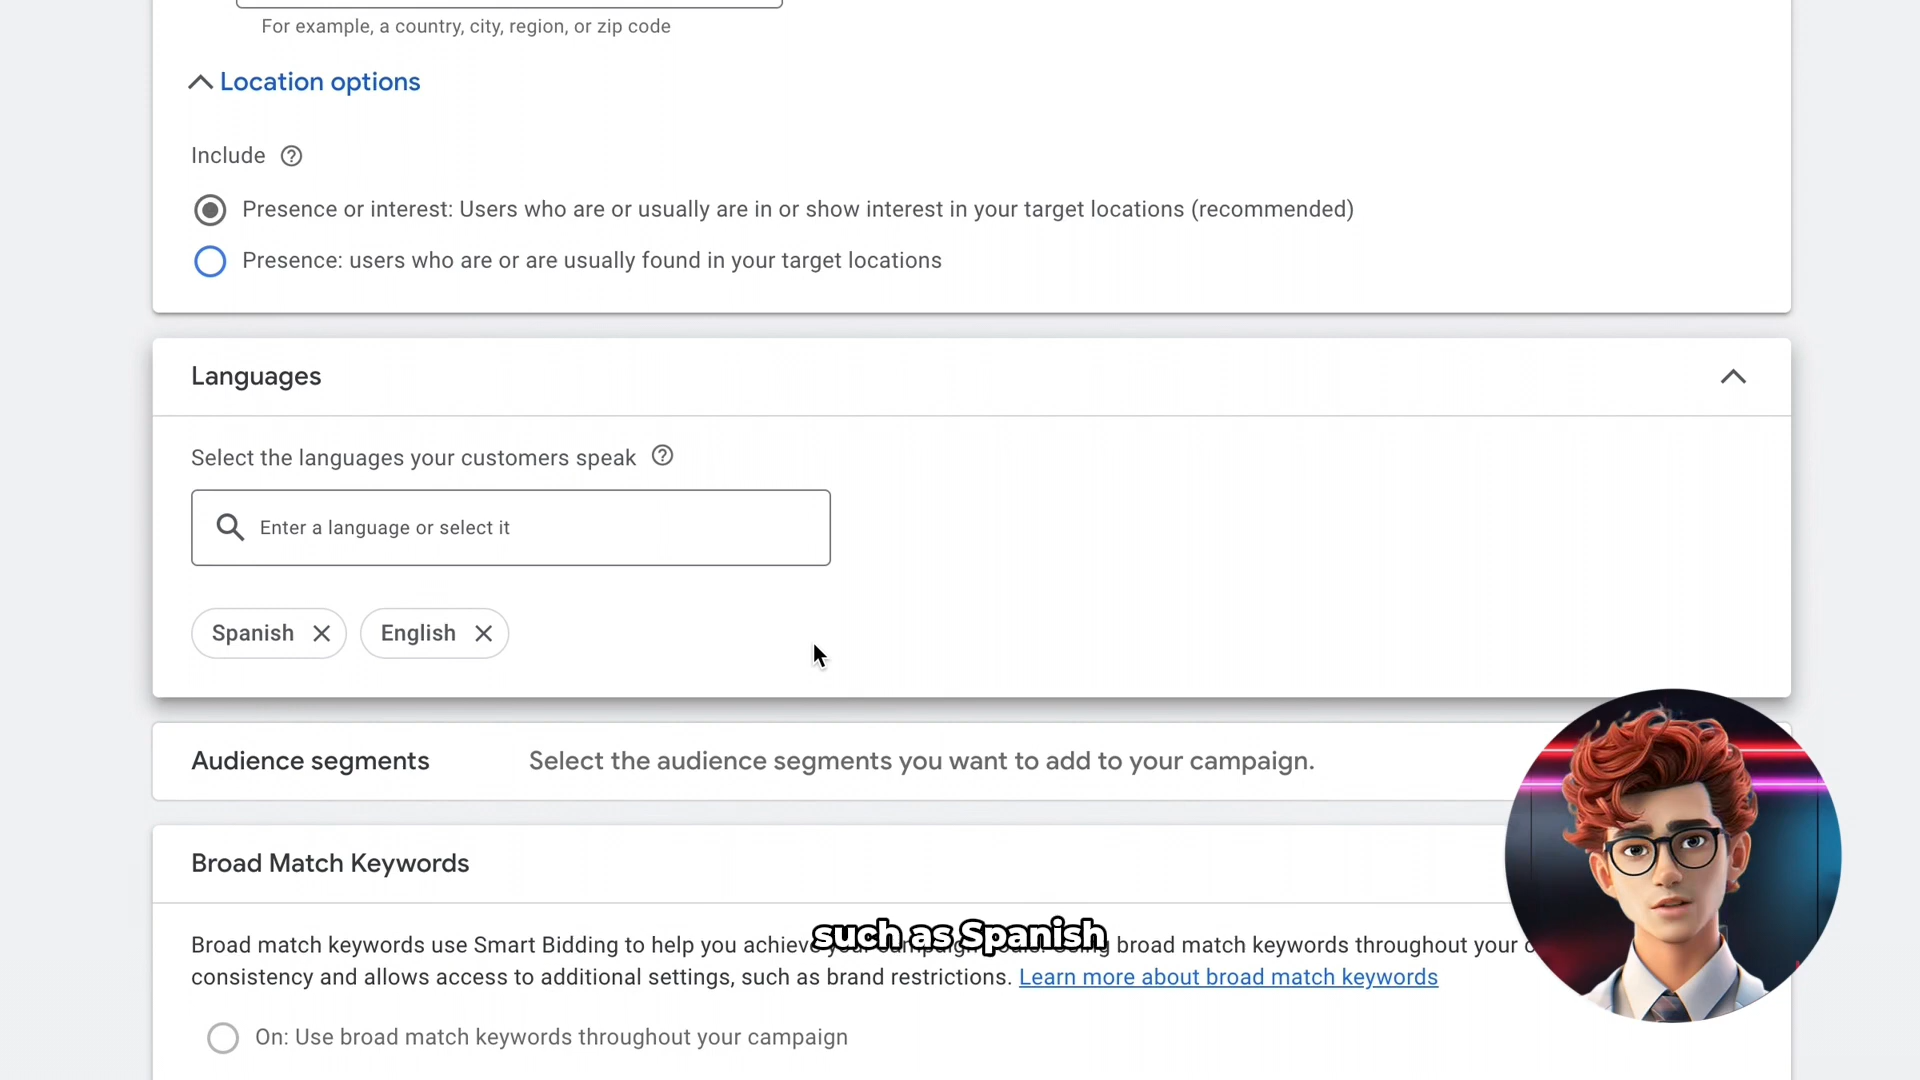 For example, a country, city, region, or zip code
Location options
Include
Presence or interest: Users who are or usually are in or show interest in your target locations (recommended)
Presence: users who are or are usually found in your target locations
Languages
Select the languages your customers speak
Enter a language or select it
Spanish
English
Audience segments
Select the audience segments you want to add to your campaign.
Broad Match Keywords
Broad match keywords use Smart Bidding to help you achieve broad match keywords throughout your
such as Spanish
consistency and allows access to additional settings, such as brand restrictions. Learn more about broad match keywords
On: Use broad match keywords throughout your campaign